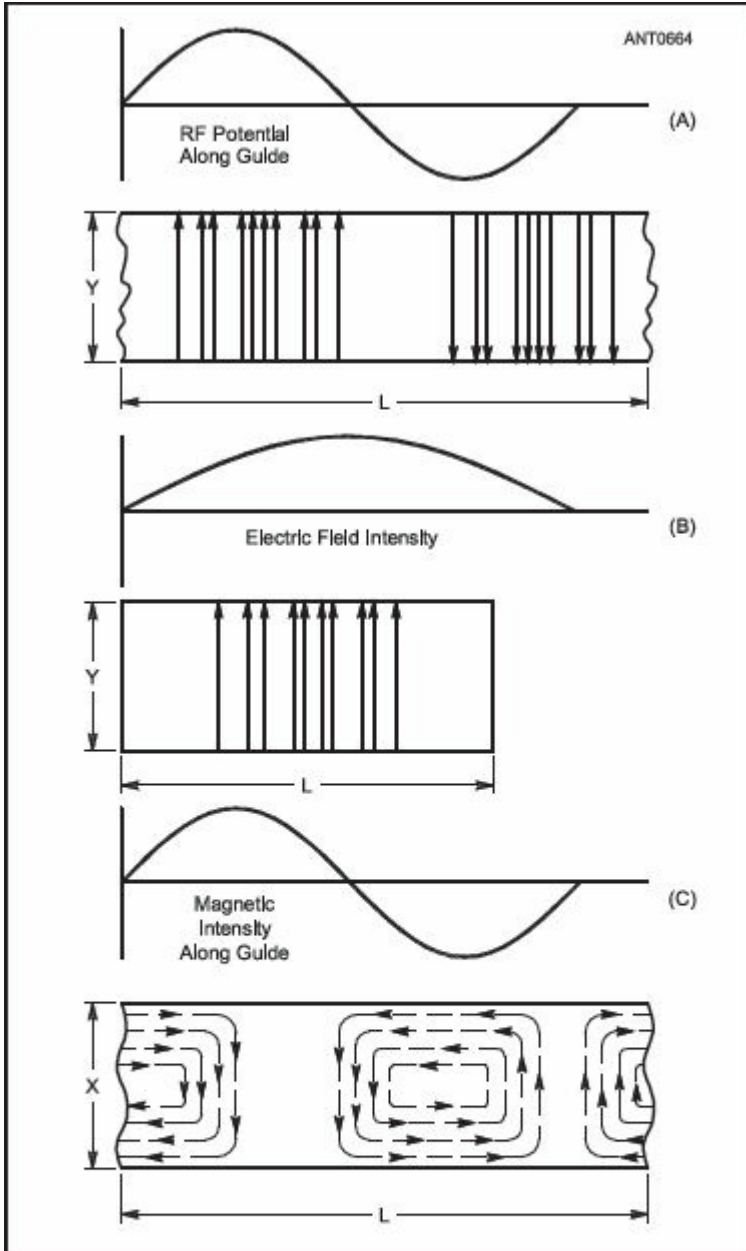 ANT0664
(A)
RF Potential
Along Guide
Y
L
(B)
Electric Field Intensity
Y
L
(C)
Magnetic
Intensity
Along Guide
X
L